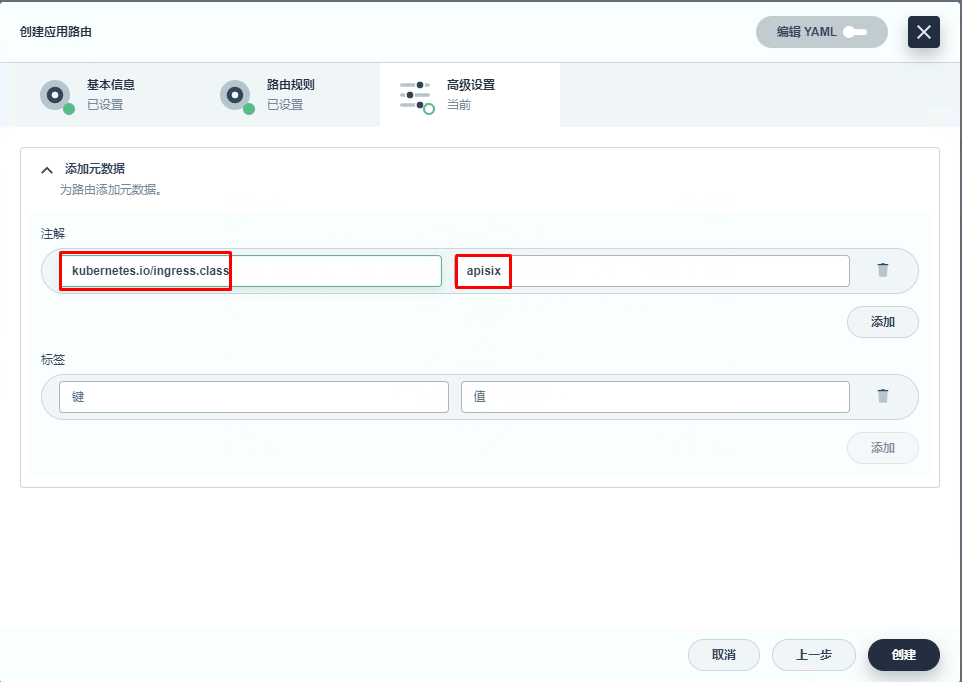 创建应用路由
编辑 YAML
基本信息
已设置
路由规则
已设置
高级设置
当前
添加元数据
为路由添加元数据。
注解
kubernetes.io/ingress.class
apisix
添加
标签
键
值
添加
取消
上一步
创建